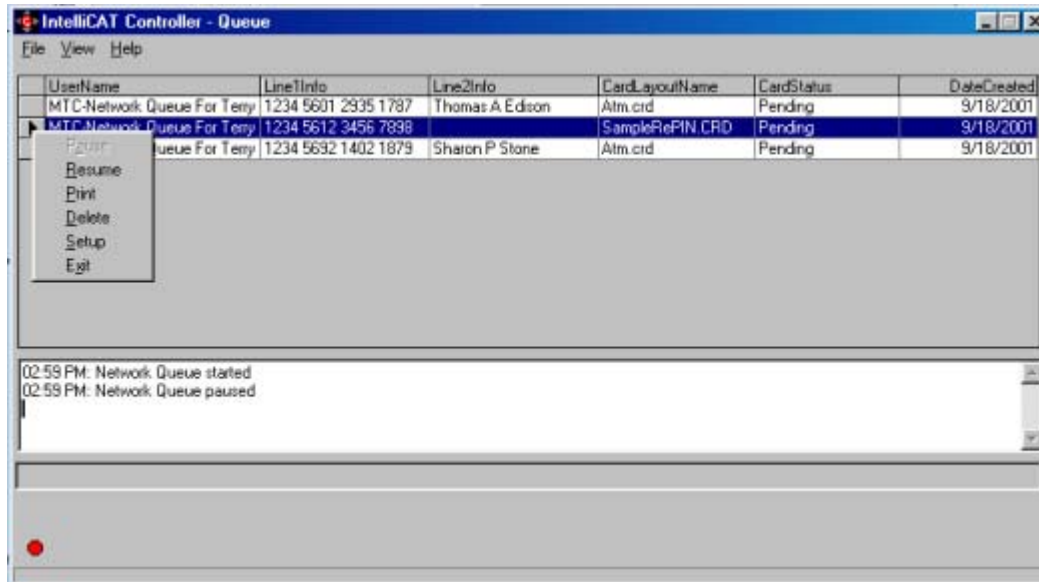 IntelliCAT Controller - Queue
File View Help
UserName Line1Info Line2Info CardLayoutName CardStatus DateCreated
MTC-Network Queue For Terry 1234 5601 2935 1787 Thomas A Edison Atm.crd Pending 9/18/2001
MTC-Network Queue For Terry 1234 5612 3456 7898 SampleRePIN.CRD Pending 9/18/2001
Queue For Terry 1234 5692 1402 1879 Sharon P Stone Atm.crd Pending 9/18/2001
Pause
Resume
Print
Delete
Setup
Exit
02:59 PM: Network Queue started
02:59 PM: Network Queue paused